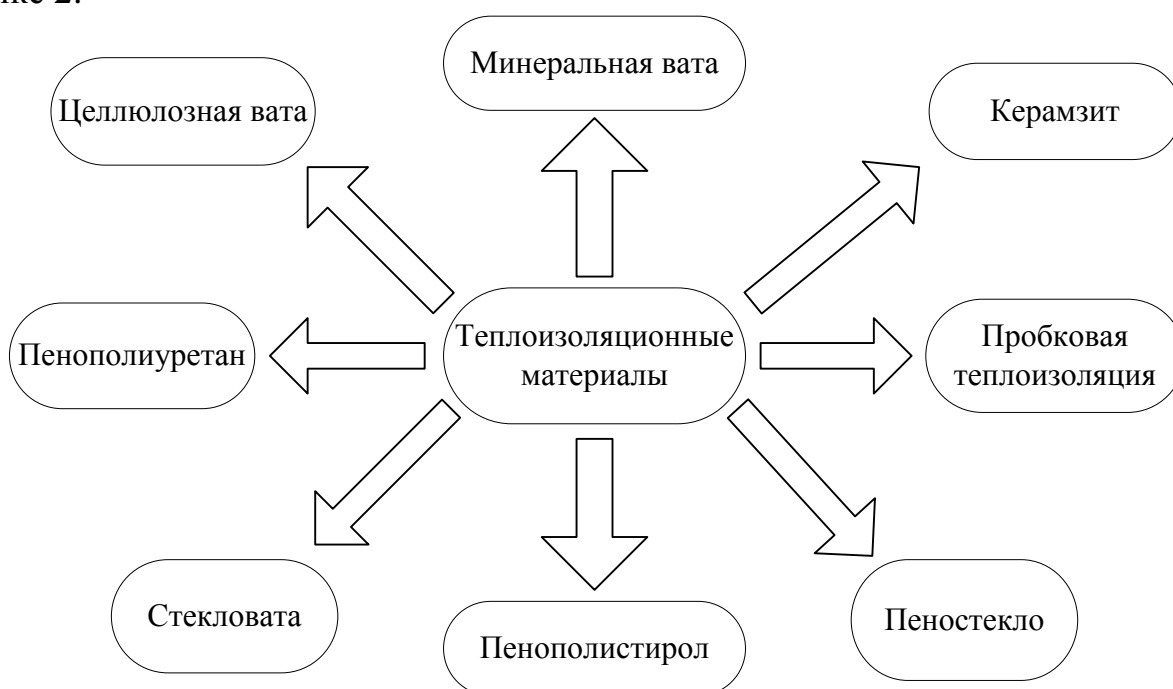 Минеральная вата
Целлюлозная вата
Керамзит
Теплоизоляционные
материалы
Пенополиуретан
Пробковая
теплоизоляция
Стекловата
Пенополистирол
Пеностекло